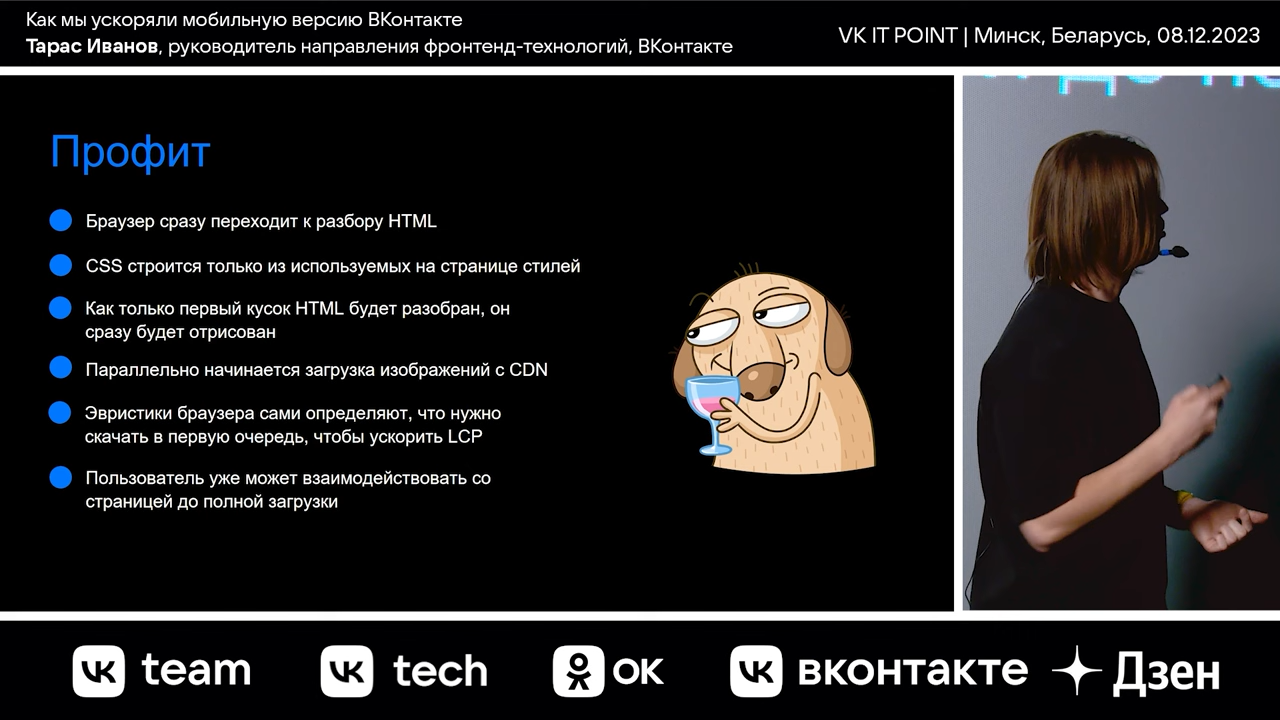 Как мы ускоряли мобильную версию ВКонтакте
Тарас Иванов, руководитель направления фронтенд-технологий, ВКонтакте
VK IT POINT | Минск, Беларусь, 08.12.2023
Профит
Браузер сразу переходит к разбору HTML
CSS строится только из используемых на странице стилей
Как только первый кусок HTML будет разобран, он
сразу будет отрисован
Параллельно начинается загрузка изображений с CDN
Эвристики браузера сами определяют, что нужно
скачать в первую очередь, чтобы ускорить LCP
Пользователь уже может взаимодействовать со
страницей до полной загрузки
team
tech
ок
вконтакте
Дзен